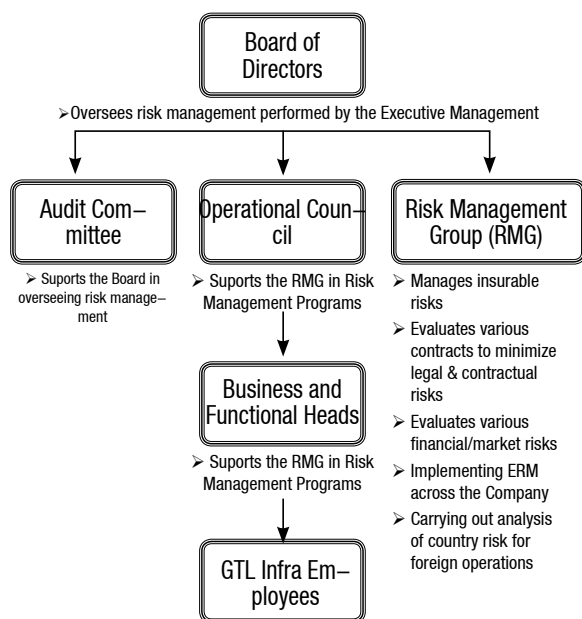 Board of
Directors
➢Oversees risk management performed by the Executive Management
Audit Com–
mittee
➢ Suports the Board in
overseeing risk manage–
ment
Operational Coun–
cil
➢ Suports the RMG in Risk
Management Programs
Business and
Functional Heads
➢ Suports the RMG in Risk
Management Programs
GTL Infra Em–
ployees
Risk Management
Group (RMG)
➢ Manages insurable
risks
➢ Evaluates various
contracts to minimize
legal & contractual
risks
➢ Evaluates various
financial/market risks
➢ Implementing ERM
across the Company
➢ Carrying out analysis
of country risk for
foreign operations